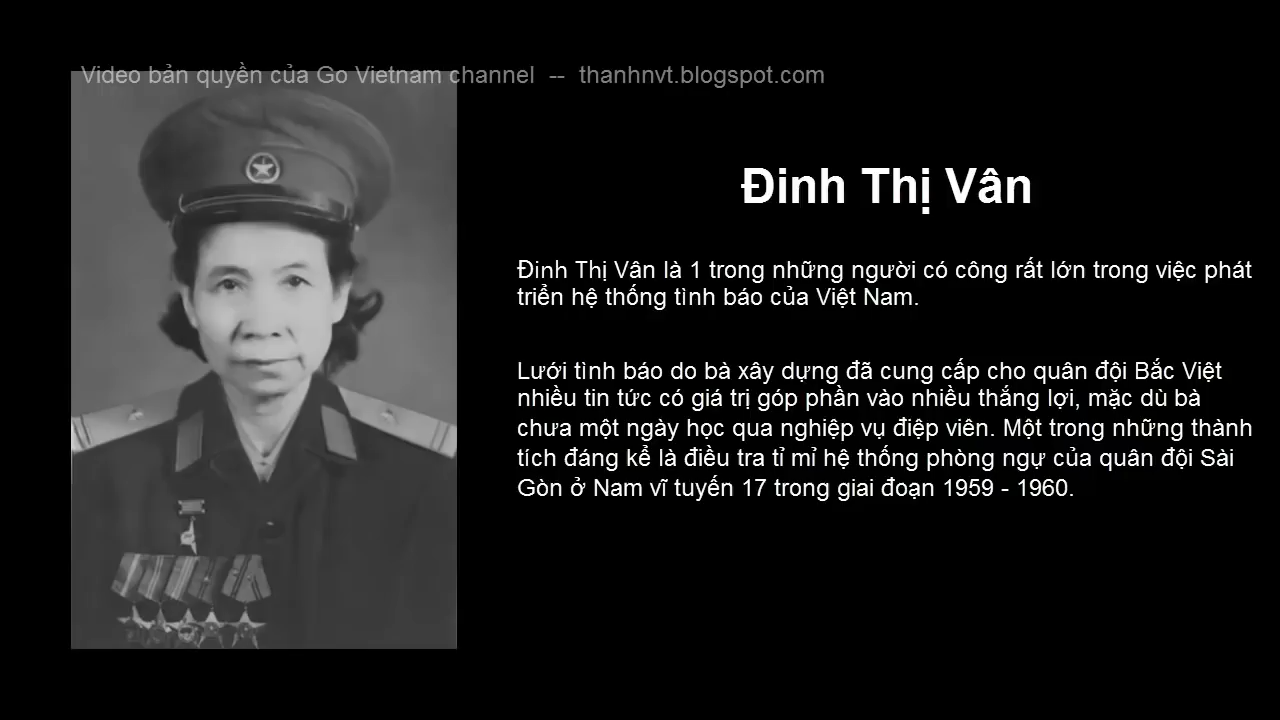 Video bản quyền của Go Vietnam channel -- thanhnvt.blogspot.com
Đinh Thị Vân
Đinh Thị Vân là 1 trong những người có công rất lớn trong việc phát
triển hệ thống tình báo của Việt Nam.
Lưới tình báo do bà xây dựng đã cung cấp cho quân đội Bắc Việt
nhiều tin tức có giá trị góp phần vào nhiều thắng lợi, mặc dù bà
chưa một ngày học qua nghiệp vụ điệp viên. Một trong những thành
tích đáng kể là điều tra tỉ mỉ hệ thống phòng ngự của quân đội Sài
Gòn ở Nam vĩ tuyến 17 trong giai đoạn 1959 - 1960.